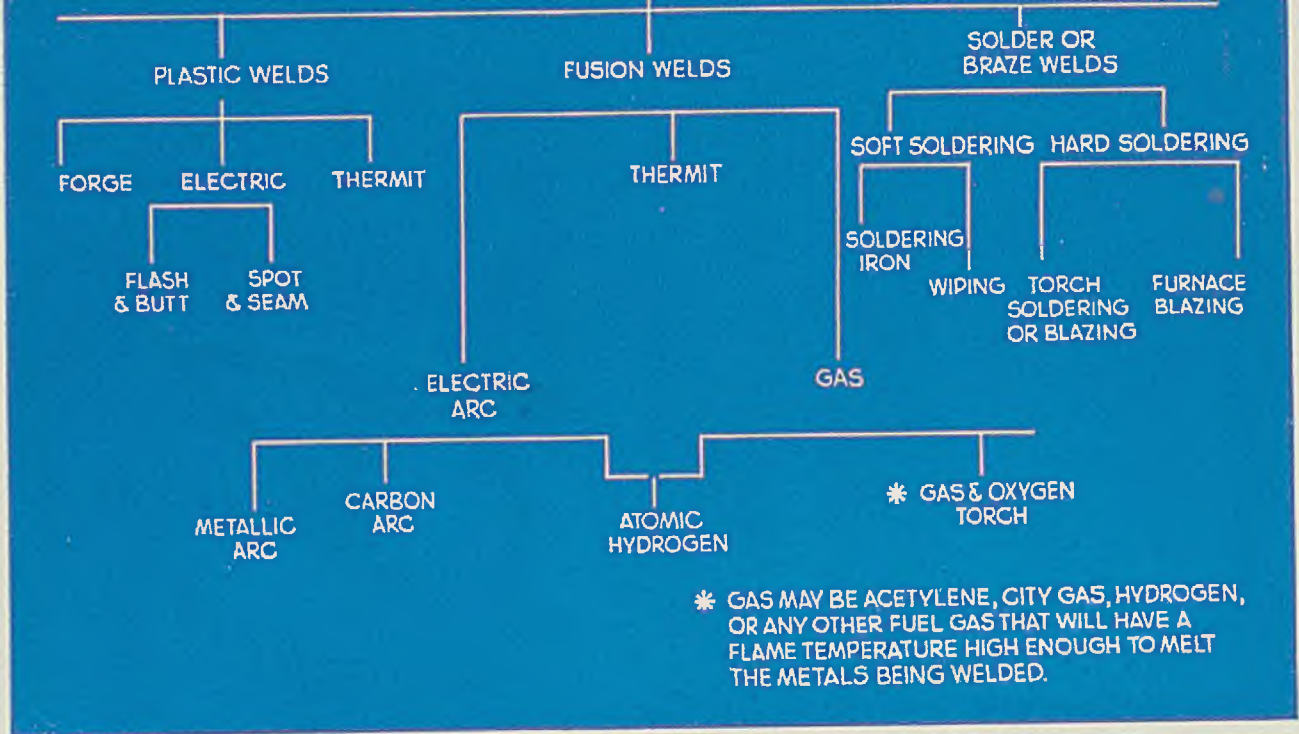 PLASTIC WELDS
FUSION WELDS
SOLDER OR
BRAZE WELDS
FORGE
ELECTRIC
THERMIT
THERMIT
SOFT SOLDERING
HARD SOLDERING
FLASH
& BUTT
SPOT
& SEAM
SOLDERING
IRON
WIPING
TORCH
SOLDERING
OR BLAZING
FURNACE
BLAZING
ELECTRIC
ARC
GAS
METALLIC
ARC
CARBON
ARC
ATOMIC
HYDROGEN
* GAS & OXYGEN
TORCH
* GAS MAY BE ACETYLENE, CITY GAS, HYDROGEN,
OR ANY OTHER FUEL GAS THAT WILL HAVE A
FLAME TEMPERATURE HIGH ENOUGH TO MELT
THE METALS BEING WELDED.